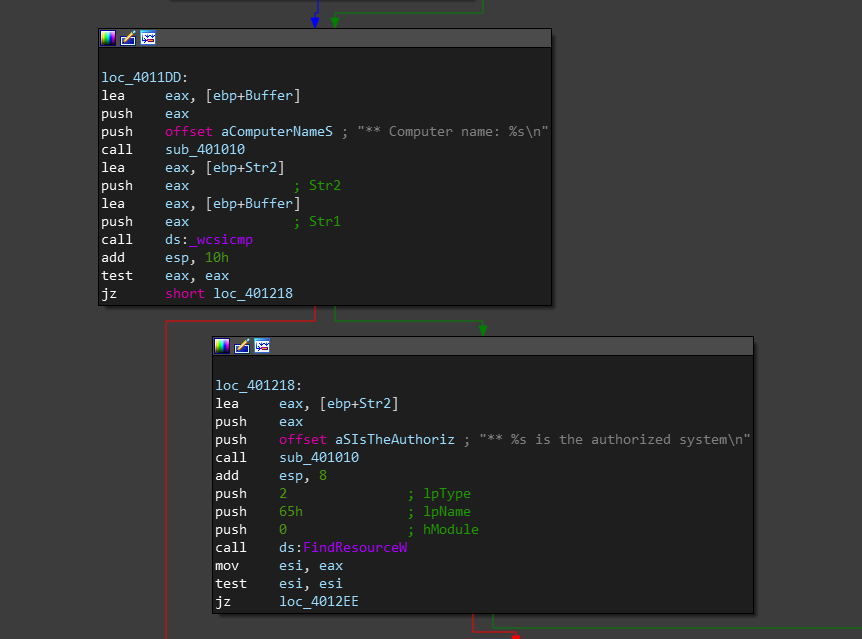 loc_4011DD:
lea     eax, [ebp+Buffer]
push    eax
push    offset aComputerNameS ; "** Computer name: %s\n"
call    sub_401010
lea     eax, [ebp+Str2]
push    eax             ; Str2
lea     eax, [ebp+Buffer]
push    eax             ; Str1
call    ds:_wcsicmp
add     esp, 10h
test    eax, eax
jz      short loc_401218
loc_401218:
lea     eax, [ebp+Str2]
push    eax
push    offset aSIsTheAuthoriz ; "** %s is the authorized system\n"
call    sub_401010
add     esp, 8
push    2               ; lpType
push    65h             ; lpName
push    0               ; hModule
call    ds:FindResourceW
mov     esi, eax
test    esi, esi
jz      loc_4012EE